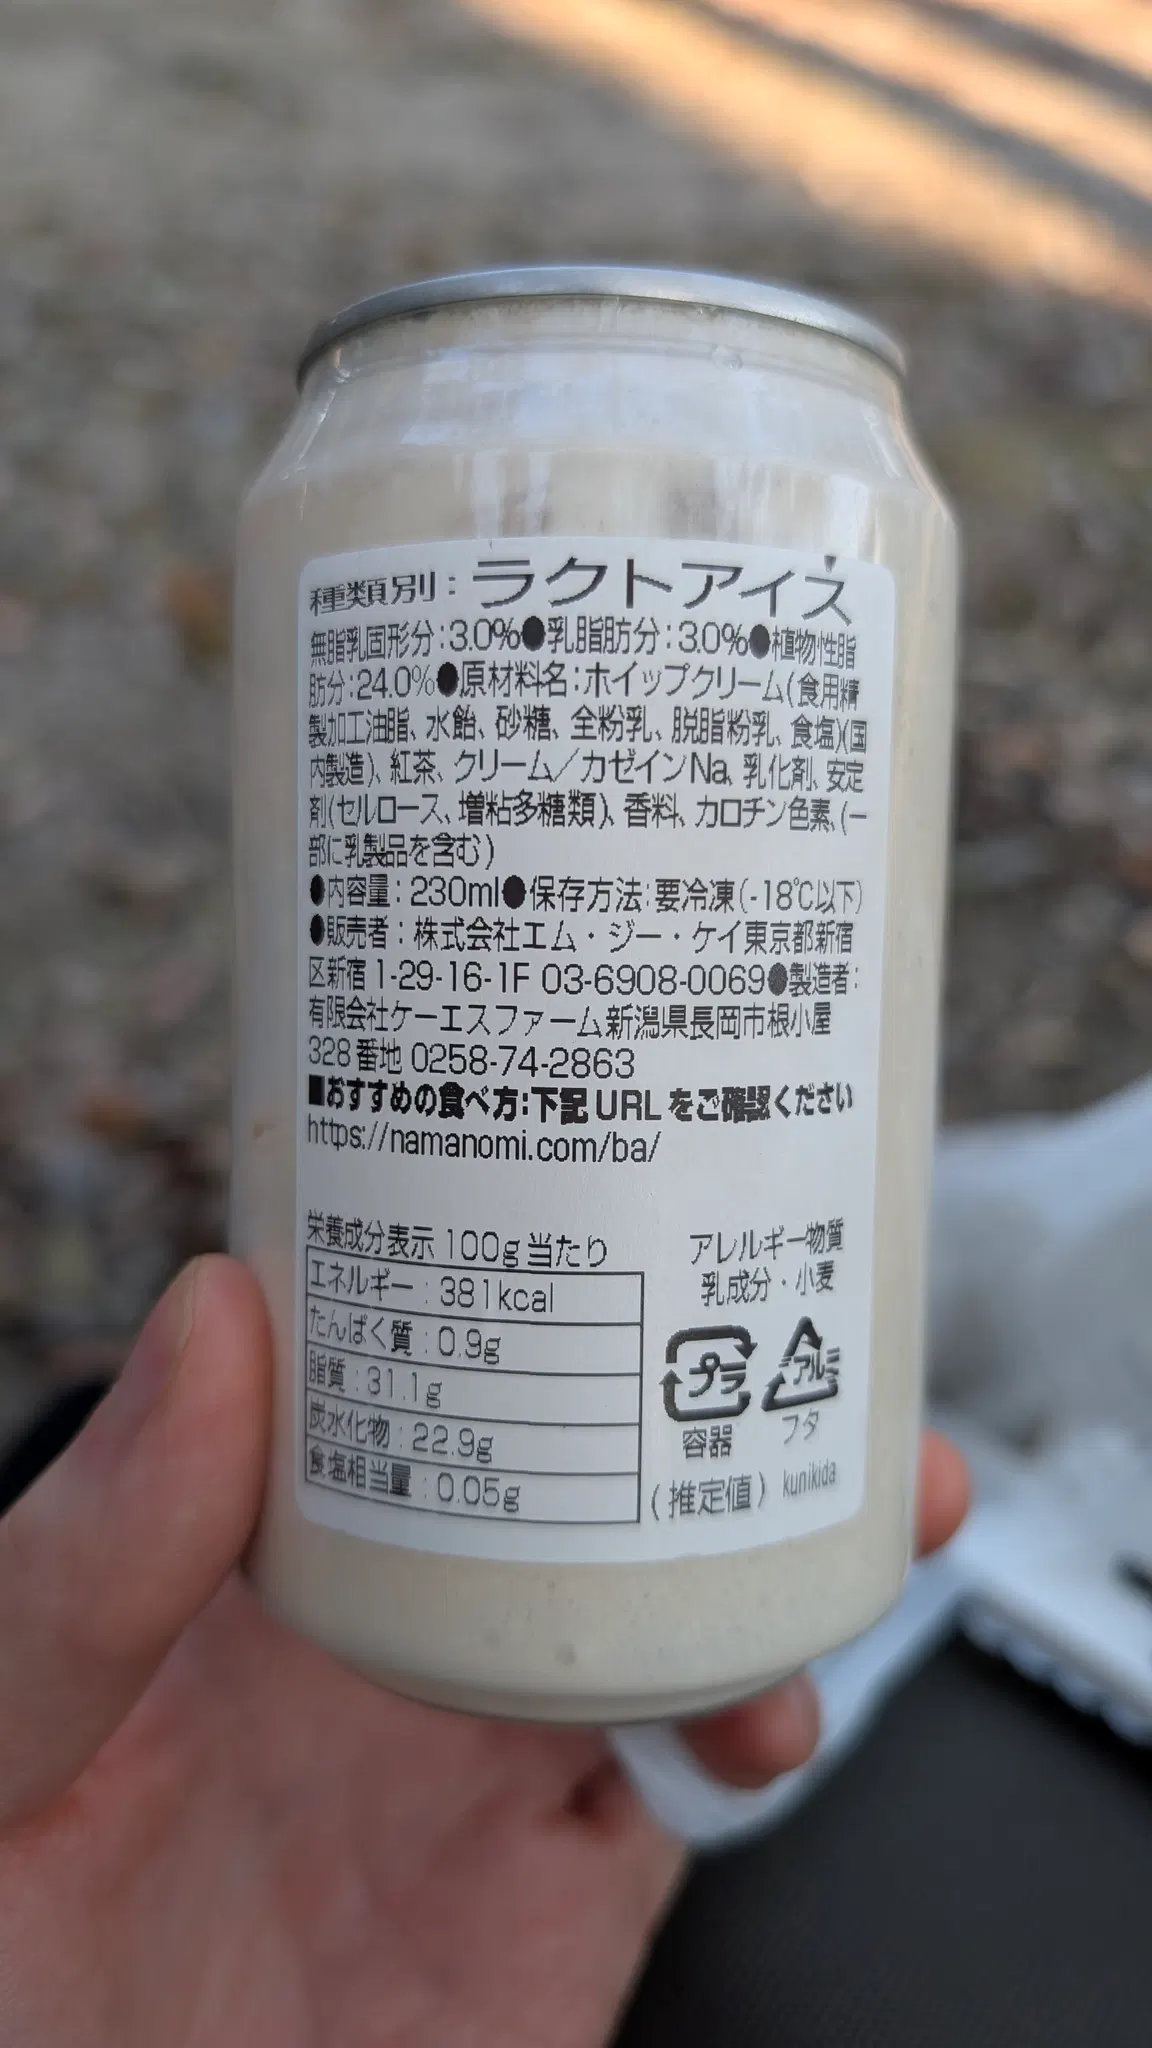 種類別：ラクトアイス
無脂乳固形分：3.0%●乳脂肪分：3.0%●植物性脂
肪分：24.0%●原材料名：ホイップクリーム(食用精
製加工油脂、水飴、砂糖、全粉乳、脱脂粉乳、食塩)(国
内製造)、紅茶、クリーム／カゼインNa、乳化剤、安定
剤(セルロース、増粘多糖類)、香料、カロチン色素、(一
部に乳製品を含む)
●内容量：230ml●保存方法：要冷凍(-18℃以下)
●販売者：株式会社エム・ジー・ケイ東京都新宿
区新宿 1-29-16-1F 03-6908-0069●製造者：
有限会社ケーエスファーム新潟県長岡市根小屋
328 番地 0258-74-2863
■おすすめの食べ方：下記 URL をご確認ください
https://namanomi.com/ba/
栄養成分表示 100g 当たり
エネルギー：381kcal
たんぱく質：0.9g
脂質：31.1g
炭水化物：22.9g
食塩相当量：0.05g
アレルギー物質
乳成分・小麦
プラ
アルミ
容器
フタ
(推定値) kunikida